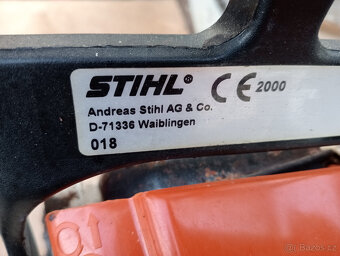 STIHL® CE 2000
Andreas Stihl AG & Co.
D-71336 Waiblingen
018